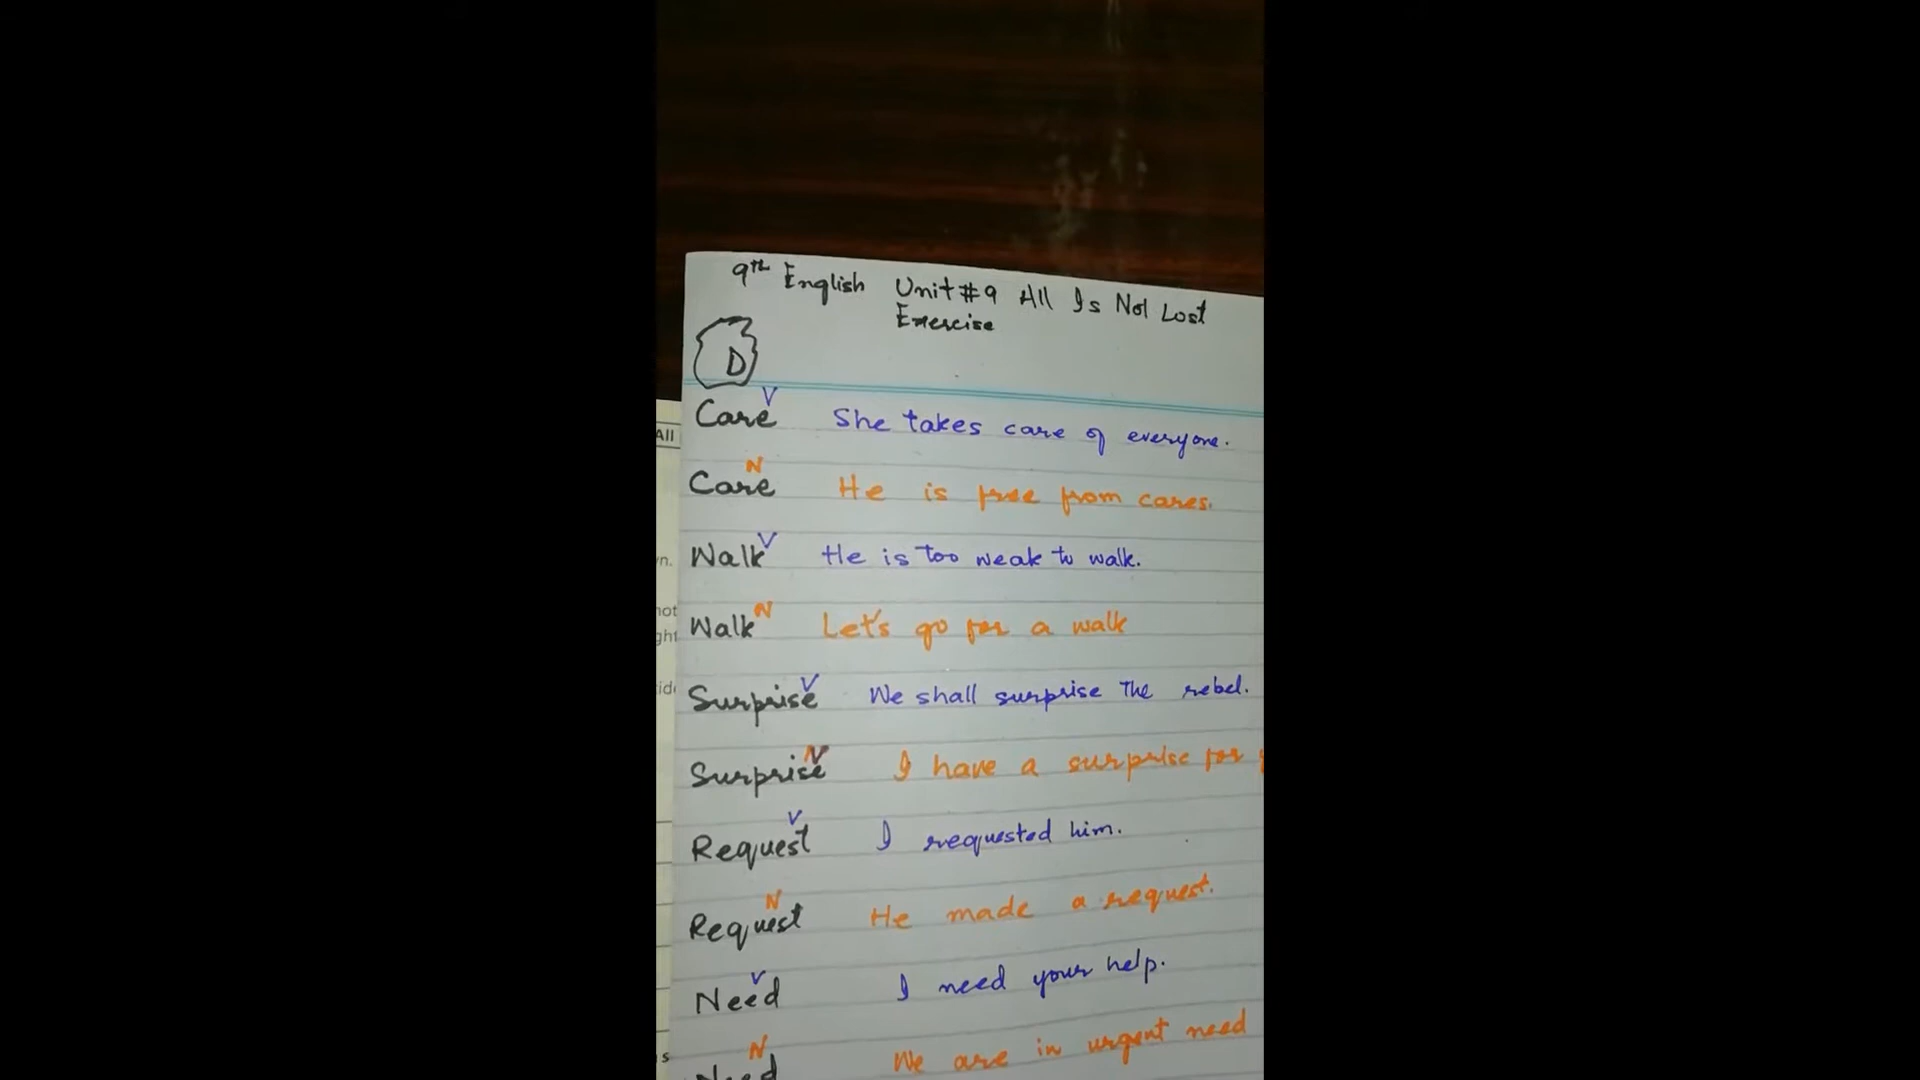 9th English Unit #9 All Is Not Lost
Exercise
D
Care V She takes care of everyone.
Care N He is free from cares.
Walk V He is too weak to walk.
Walk N Let's go for a walk
Surprise V We shall surprise the rebel.
Surprise N I have a surprise for
Request V I requested him.
Request N He made a request.
Need V I need your help.
Need N We are in urgent need
All
not